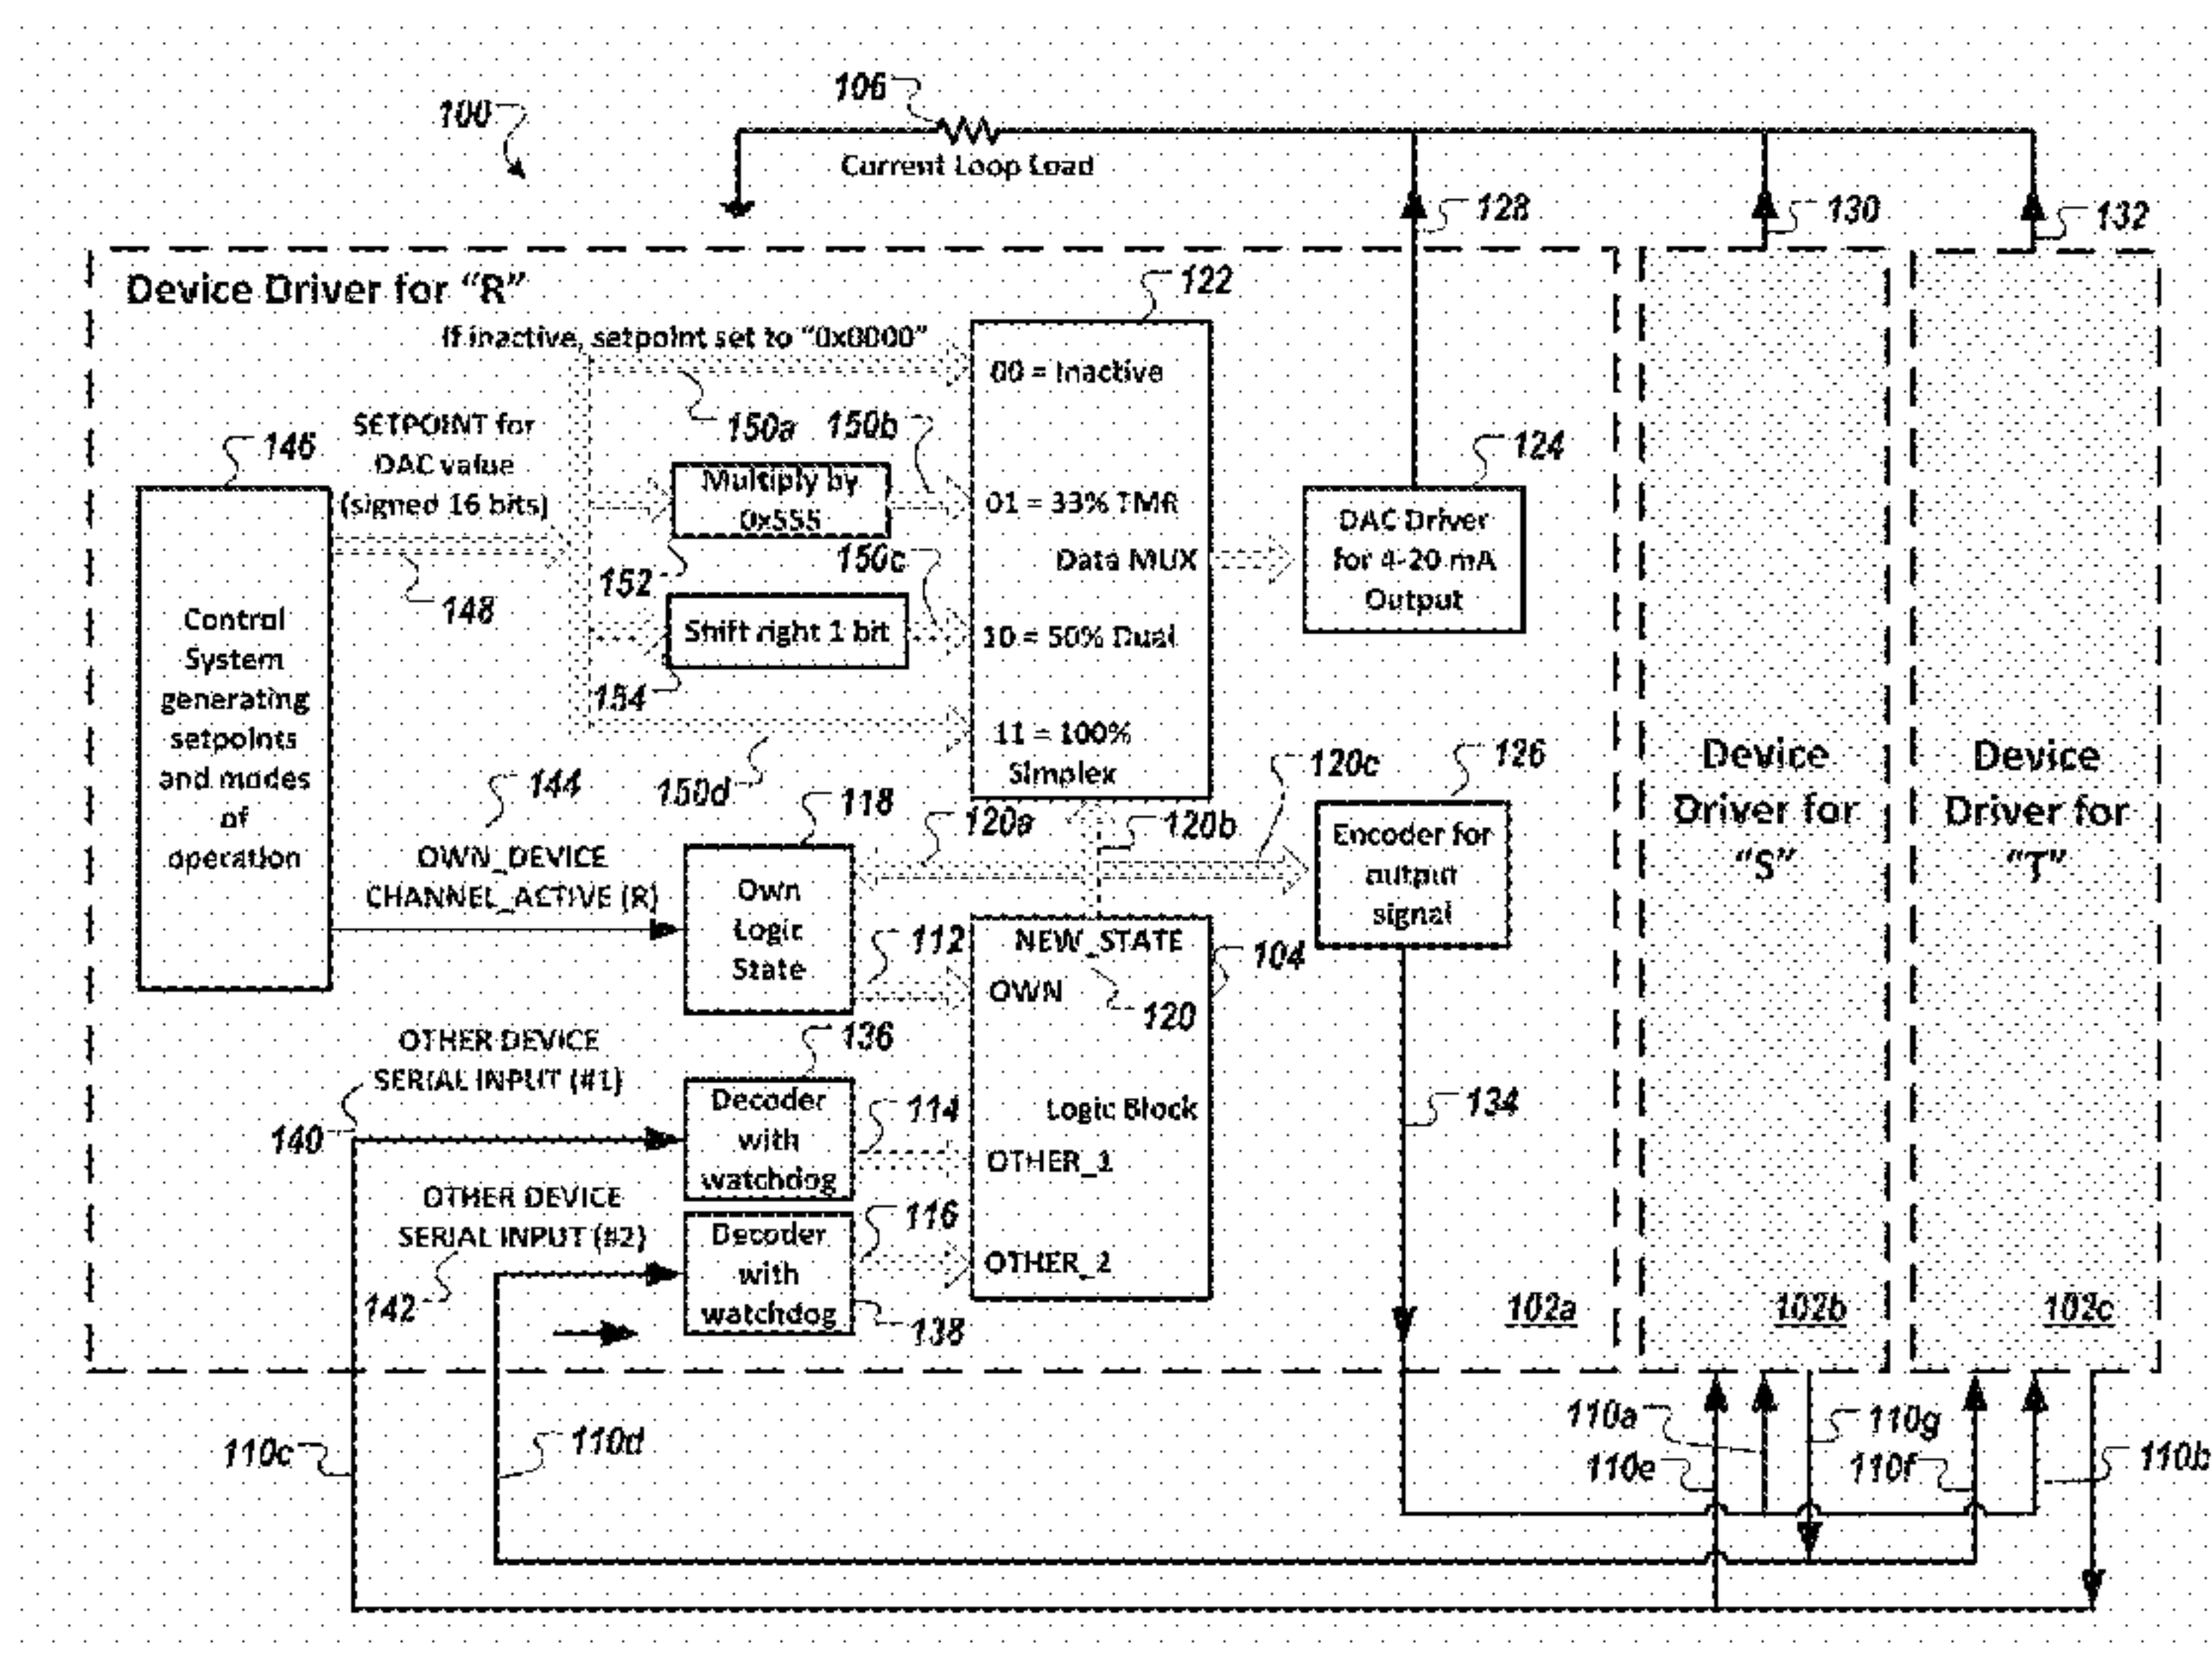 106
100
Current Loop Load
128
130
132
Device Driver for “R”
122
If inactive, setpoint set to “0x0000”
00 = Inactive
150a
150b
SETPOINT for
DAC value
(signed 16 bits)
146
124
Multiply by
0x555
01 = 33% TMR
DAC Driver
for 4-20 mA
Output
Data MUX
150c
152
148
Shift right 1 bit
10 = 50% Dual
154
Control
System
generating
setpoints
and modes
of
operation
11 = 100%
Simplex
150d
120c
126
Device
Driver for
“S”
Device
Driver for
“T”
144
118
120a
120b
Encoder for
output
signal
OWN_DEVICE
CHANNEL_ACTIVE (R)
Own
Logic
State
112
NEW_STATE
104
OWN
120
OTHER DEVICE
SERIAL INPUT (#1)
136
Decoder
with
watchdog
114
Logic Block
134
140
OTHER_1
OTHER DEVICE
SERIAL INPUT (#2)
116
Decoder
with
watchdog
OTHER_2
142
138
102a
102b
102c
110a
110g
110c
110d
110e
110f
110b